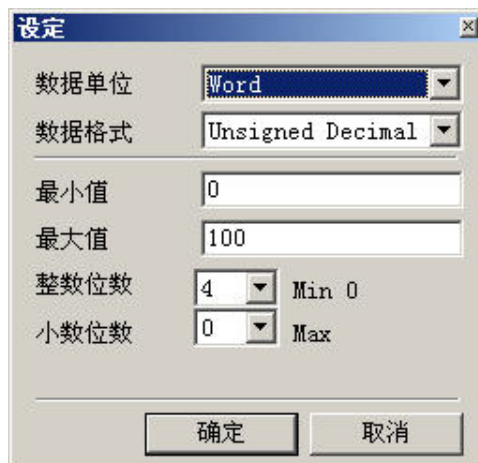 设定
数据单位 Word
数据格式 Unsigned Decimal
最小值 0
最大值 100
整数位数 4 Min 0
小数位数 0 Max
确定 取消